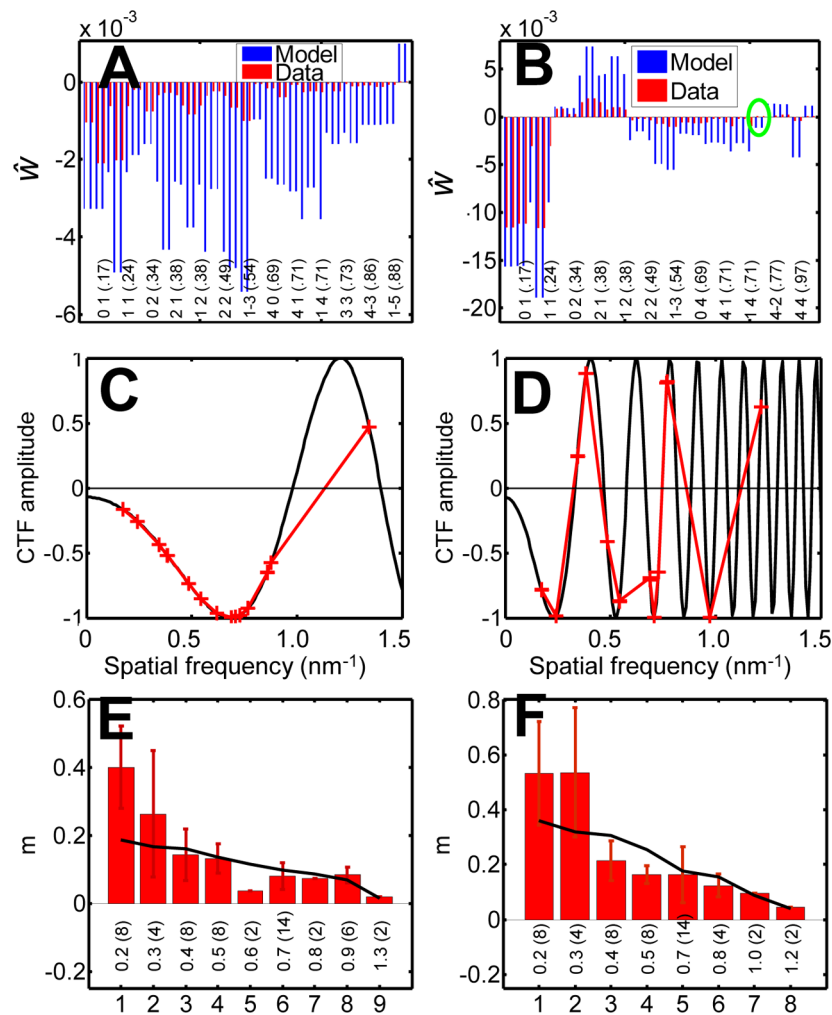 x 10⁻³
A
Model
Data
0
-2
-4
-6
ŵ
0 1 (.17)
1 1 (.24)
0 2 (.34)
2 1 (.38)
1 2 (.38)
2 2 (.49)
1-3 (.54)
4 0 (.69)
4 1 (.71)
1 4 (.71)
3 3 (.73)
4-3 (.86)
1-5 (.88)
x 10⁻³
B
Model
Data
5
0
-5
-10
-15
-20
ŵ
0 1 (.17)
1 1 (.24)
0 2 (.34)
2 1 (.38)
1 2 (.38)
2 2 (.49)
1-3 (.54)
0 4 (.69)
4 1 (.71)
1 4 (.71)
4-2 (.77)
4 4 (.97)
C
1
0.5
0
-0.5
-1
CTF amplitude
0
0.5
1.0
1.5
Spatial frequency (nm⁻¹)
D
1
0.5
0
-0.5
-1
CTF amplitude
0
0.5
1.0
1.5
Spatial frequency (nm⁻¹)
E
0.6
0.4
0.2
0
-0.2
m
0.2 (8)
0.3 (4)
0.4 (8)
0.5 (8)
0.6 (2)
0.7 (14)
0.8 (2)
0.9 (6)
1.3 (2)
1 2 3 4 5 6 7 8 9
F
0.8
0.6
0.4
0.2
0
-0.2
m
0.2 (8)
0.3 (4)
0.4 (8)
0.5 (8)
0.7 (14)
0.8 (4)
1.0 (2)
1.2 (2)
1 2 3 4 5 6 7 8